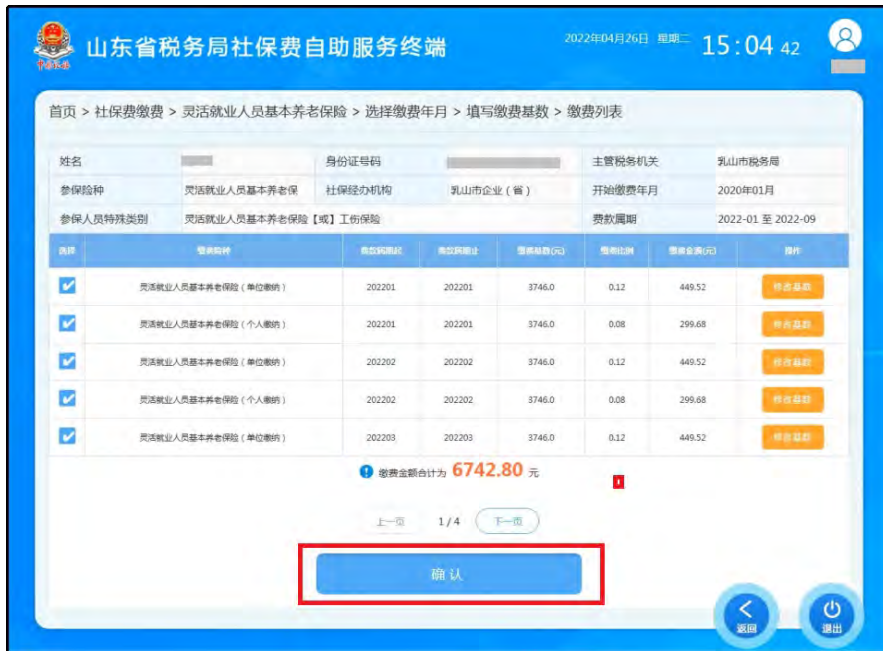 山东省税务局社保费自助服务终端 2022年04月26日 星期二 15:04 42
首页 > 社保费缴费 > 灵活就业人员基本养老保险 > 选择缴费年月 > 填写缴费基数 > 缴费列表
姓名 身份证号码 主管税务机关 乳山市税务局
参保险种 灵活就业人员基本养老保 社保经办机构 乳山市企业(省) 开始缴费年月 2020年01月
参保人员特殊类别 灵活就业人员基本养老保险【或】工伤保险 费款属期 2022-01 至 2022-09
选择 缴费险种 费款属期起 费款属期止 缴费基数(元) 缴费比例 缴费金额(元) 操作
灵活就业人员基本养老保险(单位缴纳) 202201 202201 3746.0 0.12 449.52 修改基数
灵活就业人员基本养老保险(个人缴纳) 202201 202201 3746.0 0.08 299.68 修改基数
灵活就业人员基本养老保险(单位缴纳) 202202 202202 3746.0 0.12 449.52 修改基数
灵活就业人员基本养老保险(个人缴纳) 202202 202202 3746.0 0.08 299.68 修改基数
灵活就业人员基本养老保险(单位缴纳) 202203 202203 3746.0 0.12 449.52 修改基数
缴费金额合计为 6742.80 元
上一页 1/4 下一页
确认
返回 退出